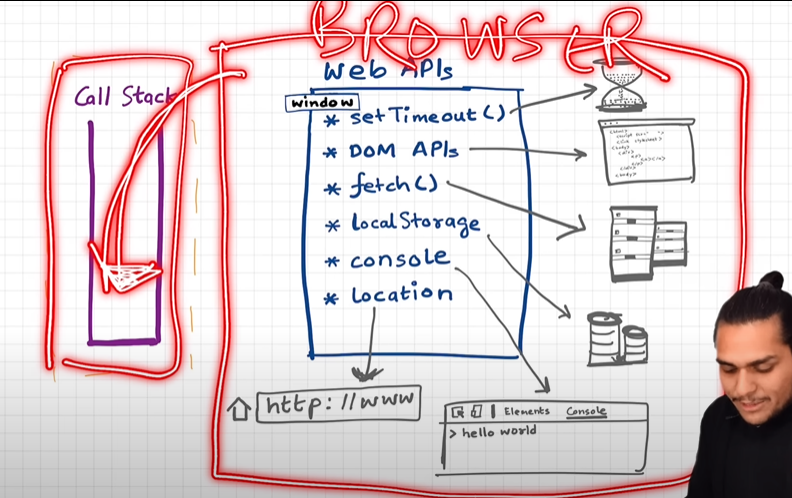 BROWSER
Web APIs
Call Stack
window
* setTimeout()
* DOM APIs
* fetch()
* localStorage
* console
* location
http://www
Elements Console
> hello world